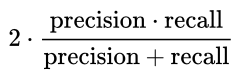 2 · precision · recall / precision + recall